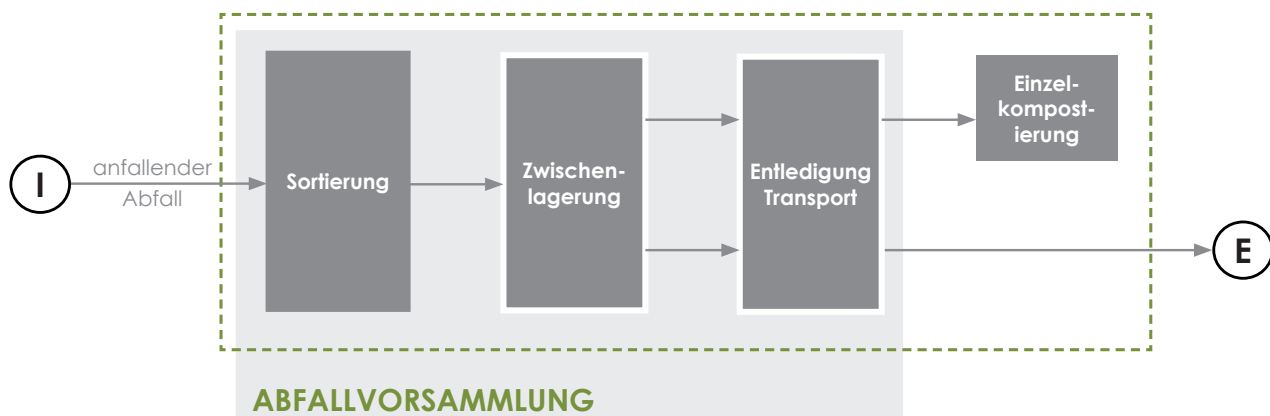 I
anfallender
Abfall
Sortierung
Zwischen-
lagerung
Entledigung
Transport
Einzel-
kompost-
ierung
E
ABFALLVORSAMMLUNG